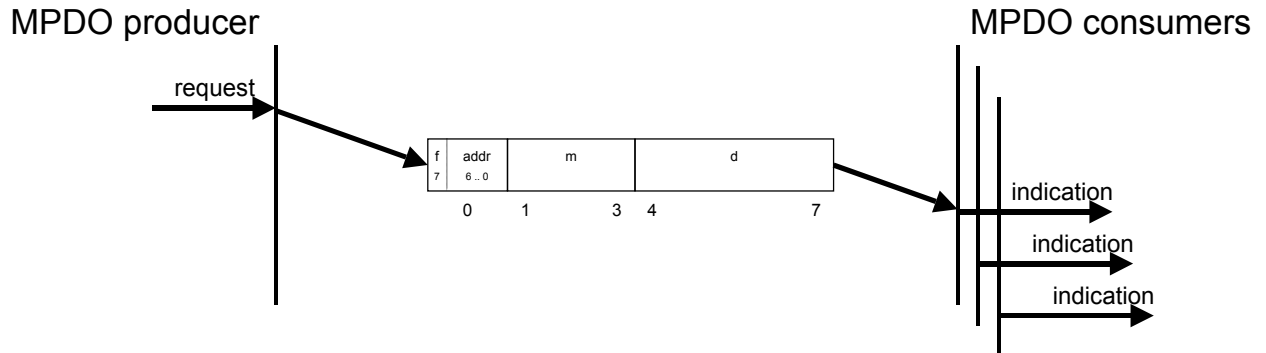 MPDO producer
MPDO consumers
request
f addr m d
7 6 .. 0
0 1 3 4 7
indication
indication
indication